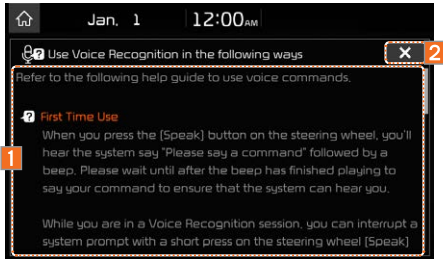 Jan. 1 12:00AM
Use Voice Recognition in the following ways
2
Refer to the following help guide to use voice commands.
First Time Use
When you press the [Speak] button on the steering wheel, you'll
hear the system say "Please say a command" followed by a
1
beep. Please wait until after the beep has finished playing to
say your command to ensure that the system can hear you.
While you are in a Voice Recognition session, you can interrupt a
system prompt with a short press on the steering wheel [Speak]